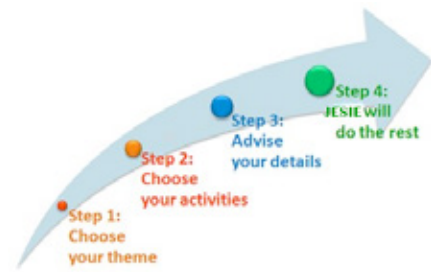 Step 1:
Choose
your theme
Step 2:
Choose
your activities
Step 3:
Advise
your details
Step 4:
JESIE will
do the rest